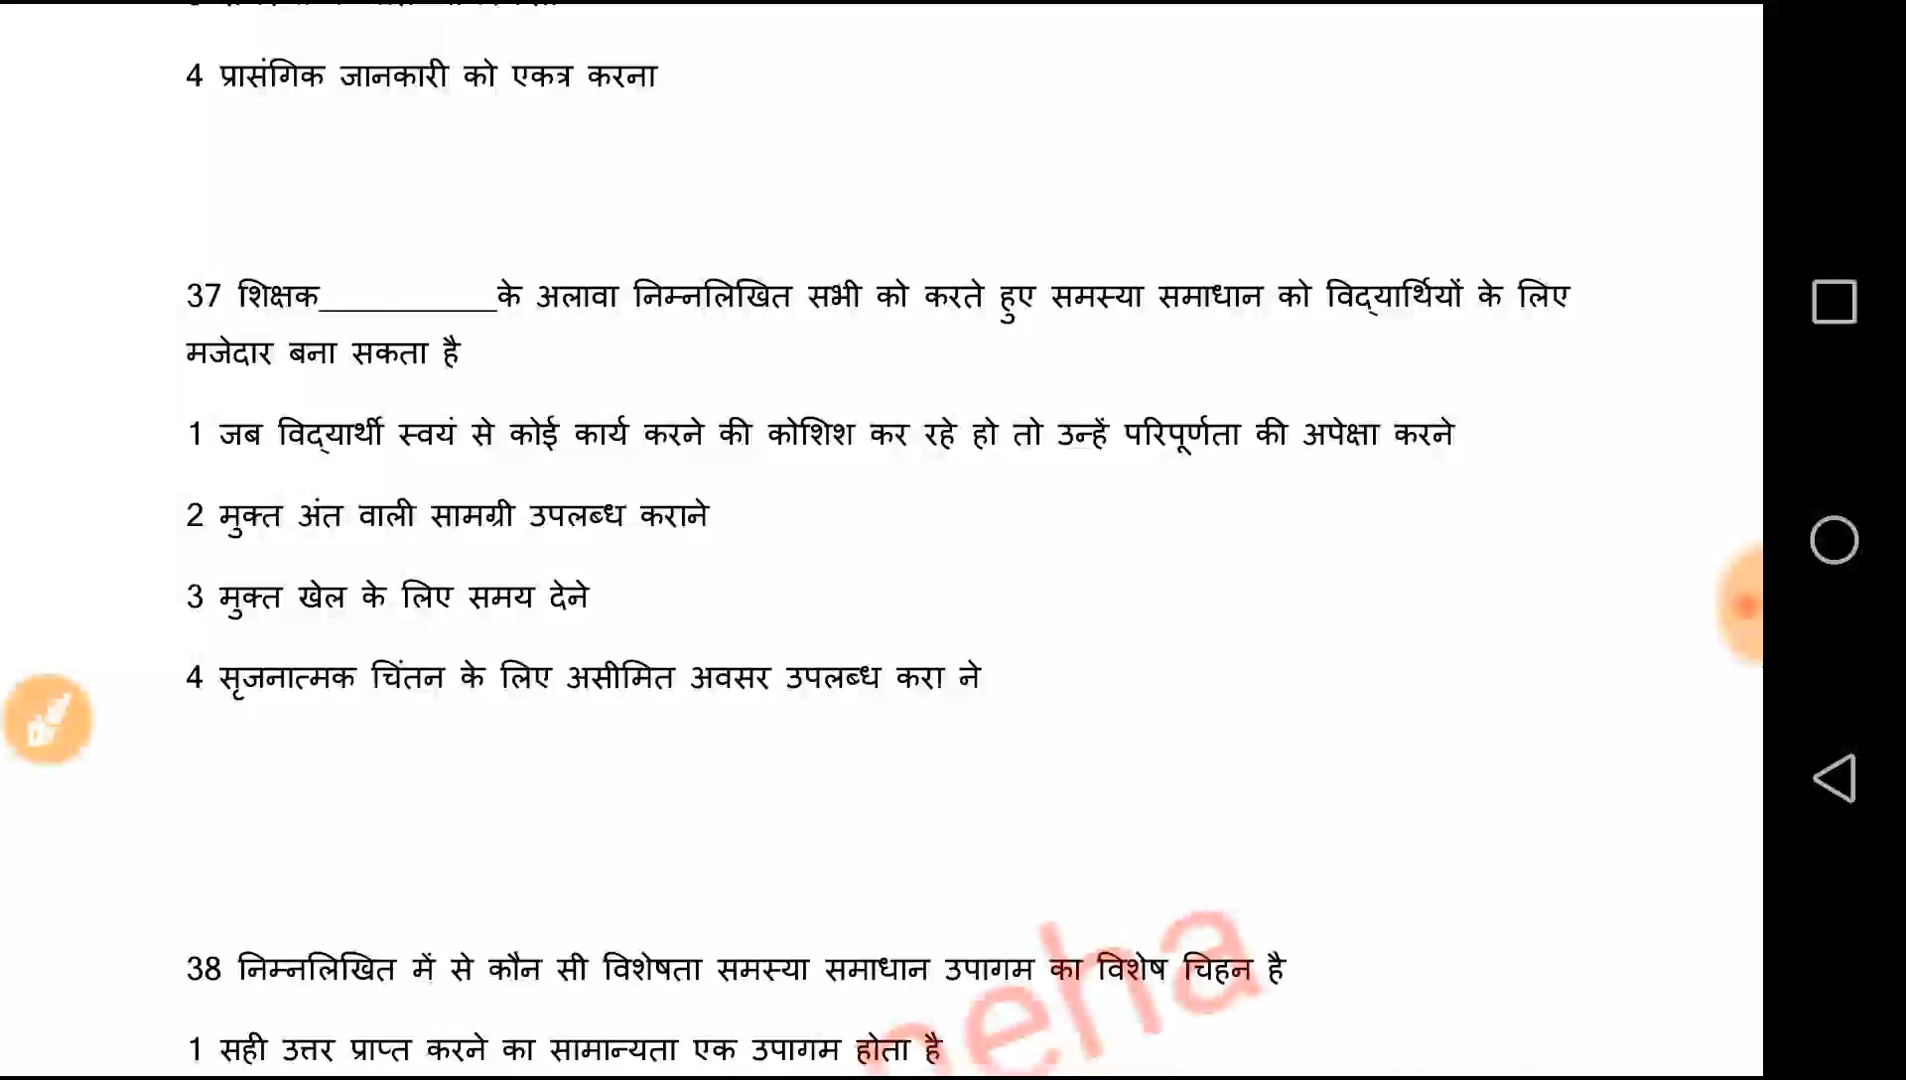 4 प्रासंगिक जानकारी को एकत्र करना
37 शिक्षक___________के अलावा निम्नलिखित सभी को करते हुए समस्या समाधान को विद्यार्थियों के लिए
मजेदार बना सकता है
1 जब विद्यार्थी स्वयं से कोई कार्य करने की कोशिश कर रहे हो तो उन्हें परिपूर्णता की अपेक्षा करने
2 मुक्त अंत वाली सामग्री उपलब्ध कराने
3 मुक्त खेल के लिए समय देने
4 सृजनात्मक चिंतन के लिए असीमित अवसर उपलब्ध करा ने
38 निम्नलिखित में से कौन सी विशेषता समस्या समाधान उपागम का विशेष चिहन है
1 सही उत्तर प्राप्त करने का सामान्यता एक उपागम होता है
neha